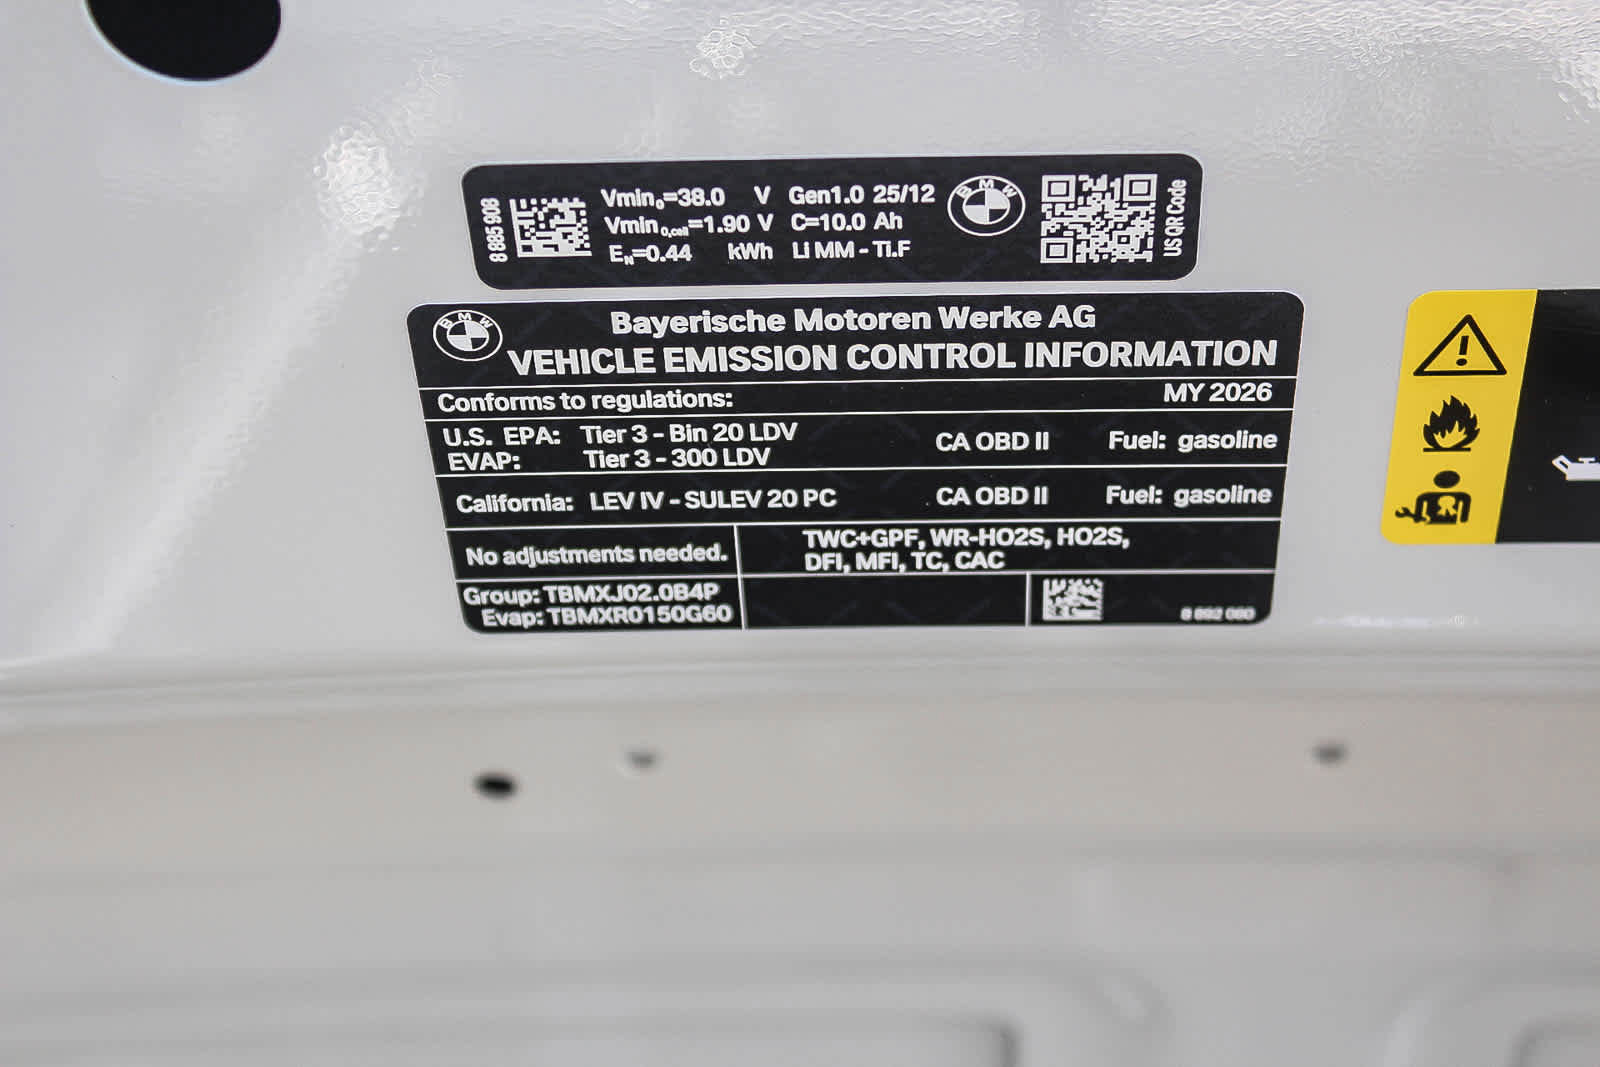 8 885 908
Vmin0=38.0 V Gen1.0 25/12
Vmin0,cell=1.90 V C=10.0 Ah
EN=0.44 kWh Li MM - Ti.F
BMW
US QR Code
BMW
Bayerische Motoren Werke AG
VEHICLE EMISSION CONTROL INFORMATION
Conforms to regulations: MY 2026
U.S. EPA: Tier 3 - Bin 20 LDV CA OBD II Fuel: gasoline
EVAP: Tier 3 - 300 LDV
California: LEV IV - SULEV 20 PC CA OBD II Fuel: gasoline
No adjustments needed.
TWC+GPF, WR-HO2S, HO2S,
DFI, MFI, TC, CAC
Group: TBMXJ02.0B4P
Evap: TBMXR0150G60